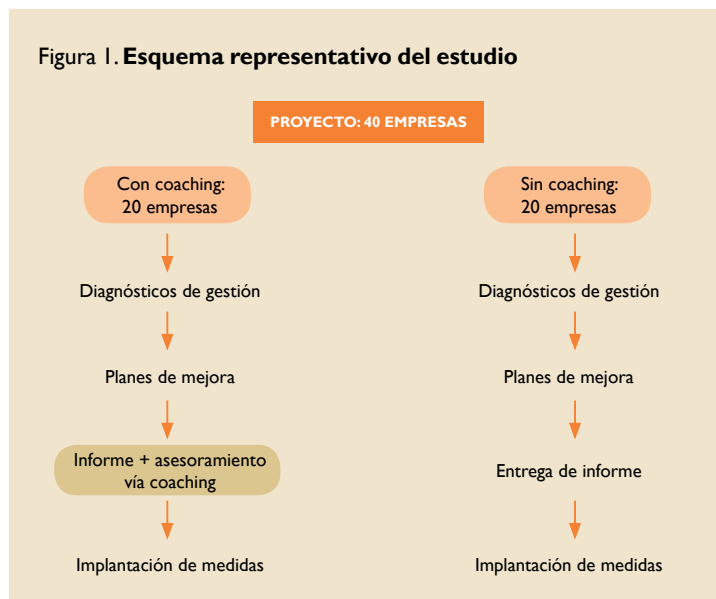 Figura 1. Esquema representativo del estudio
PROYECTO: 40 EMPRESAS
Con coaching:
20 empresas
Diagnósticos de gestión
Planes de mejora
Informe + asesoramiento
vía coaching
Implantación de medidas
Sin coaching:
20 empresas
Diagnósticos de gestión
Planes de mejora
Entrega de informe
Implantación de medidas